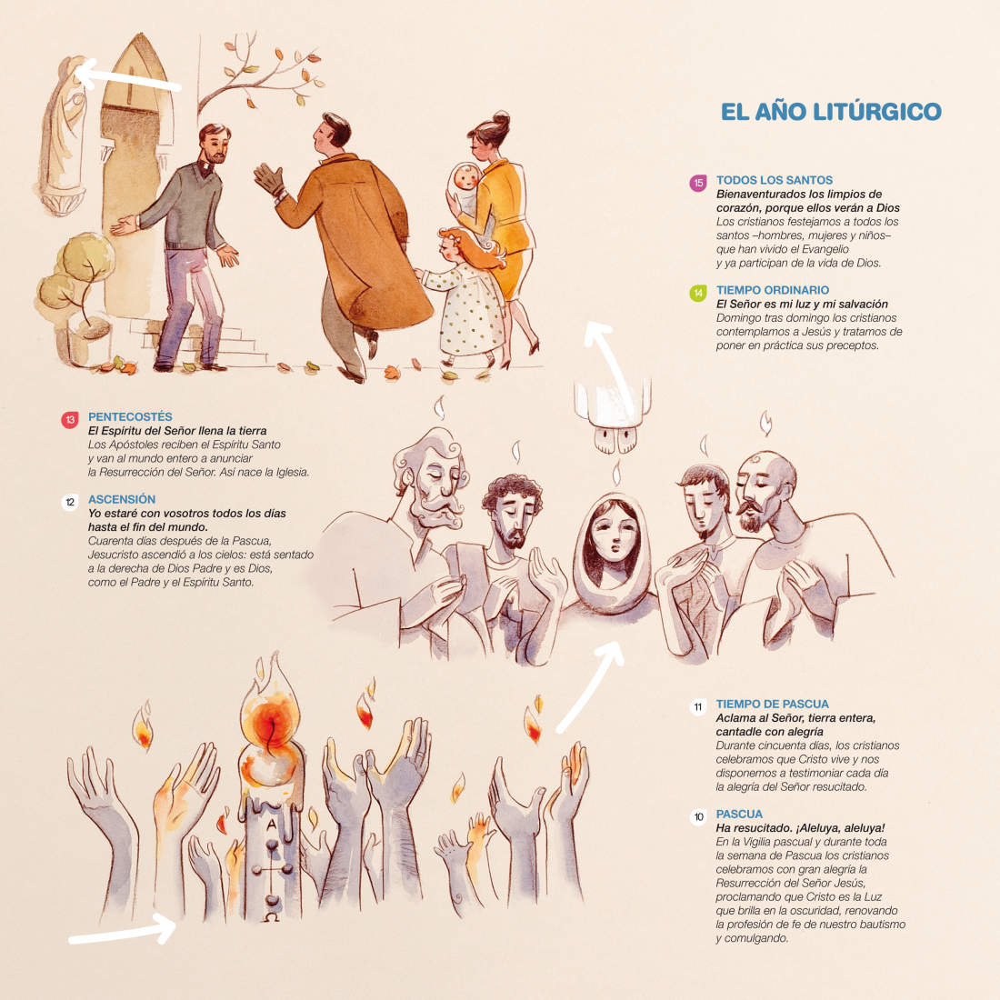 EL AÑO LITÚRGICO
15 TODOS LOS SANTOS
Bienaventurados los limpios de
corazón, porque ellos verán a Dios
Los cristianos festejamos a todos los
santos –hombres, mujeres y niños–
que han vivido el Evangelio
y ya participan de la vida de Dios.
14 TIEMPO ORDINARIO
El Señor es mi luz y mi salvación
Domingo tras domingo los cristianos
contemplamos a Jesús y tratamos de
poner en práctica sus preceptos.
13 PENTECOSTÉS
El Espíritu del Señor llena la tierra
Los Apóstoles reciben el Espíritu Santo
y van al mundo entero a anunciar
la Resurrección del Señor. Así nace la Iglesia.
12 ASCENSIÓN
Yo estaré con vosotros todos los días
hasta el fin del mundo.
Cuarenta días después de la Pascua,
Jesucristo ascendió a los cielos: está sentado
a la derecha de Dios Padre y es Dios,
como el Padre y el Espíritu Santo.
11 TIEMPO DE PASCUA
Aclama al Señor, tierra entera,
cantadle con alegría
Durante cincuenta días, los cristianos
celebramos que Cristo vive y nos
disponemos a testimoniar cada día
la alegría del Señor resucitado.
10 PASCUA
Ha resucitado. ¡Aleluya, aleluya!
En la Vigilia pascual y durante toda
la semana de Pascua los cristianos
celebramos con gran alegría la
Resurrección del Señor Jesús,
proclamando que Cristo es la Luz
que brilla en la oscuridad, renovando
la profesión de fe de nuestro bautismo
y comulgando.
A
Ω